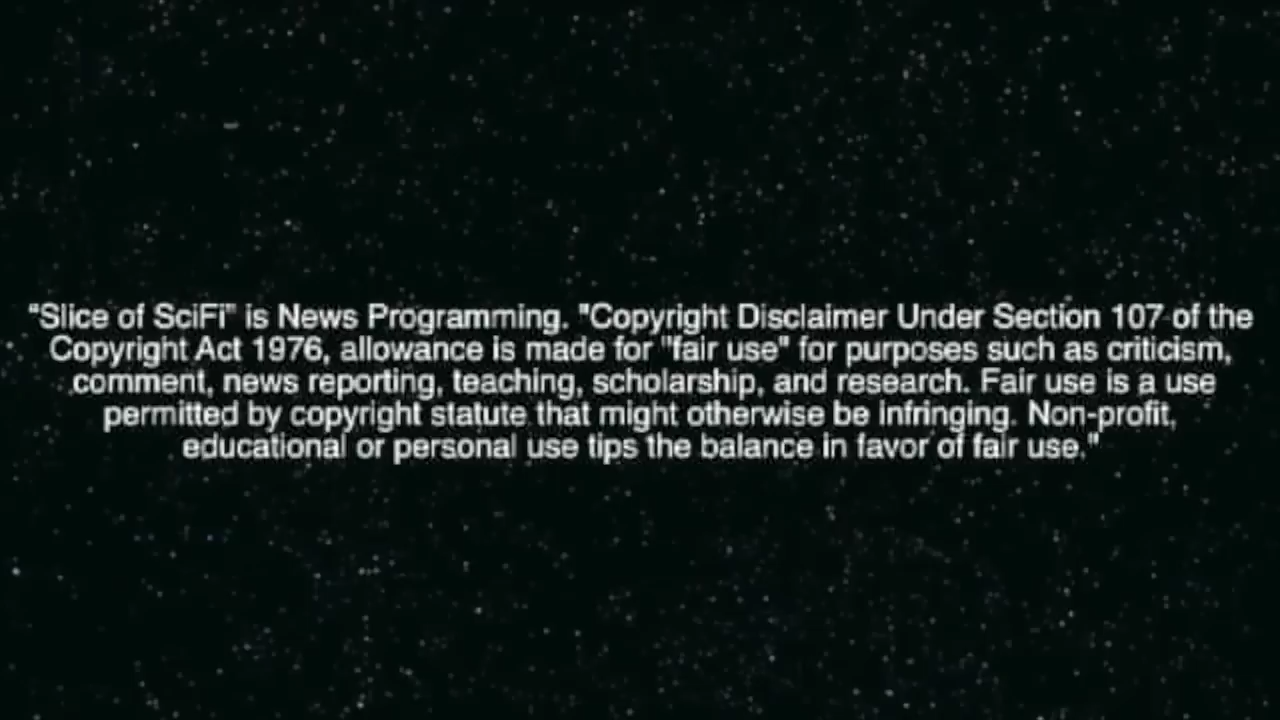 “Slice of SciFi" is News Programming. "Copyright Disclaimer Under Section 107 of the
Copyright Act 1976, allowance is made for "fair use" for purposes such as criticism,
comment, news reporting, teaching, scholarship, and research. Fair use is a use
permitted by copyright statute that might otherwise be infringing. Non-profit,
educational or personal use tips the balance in favor of fair use."